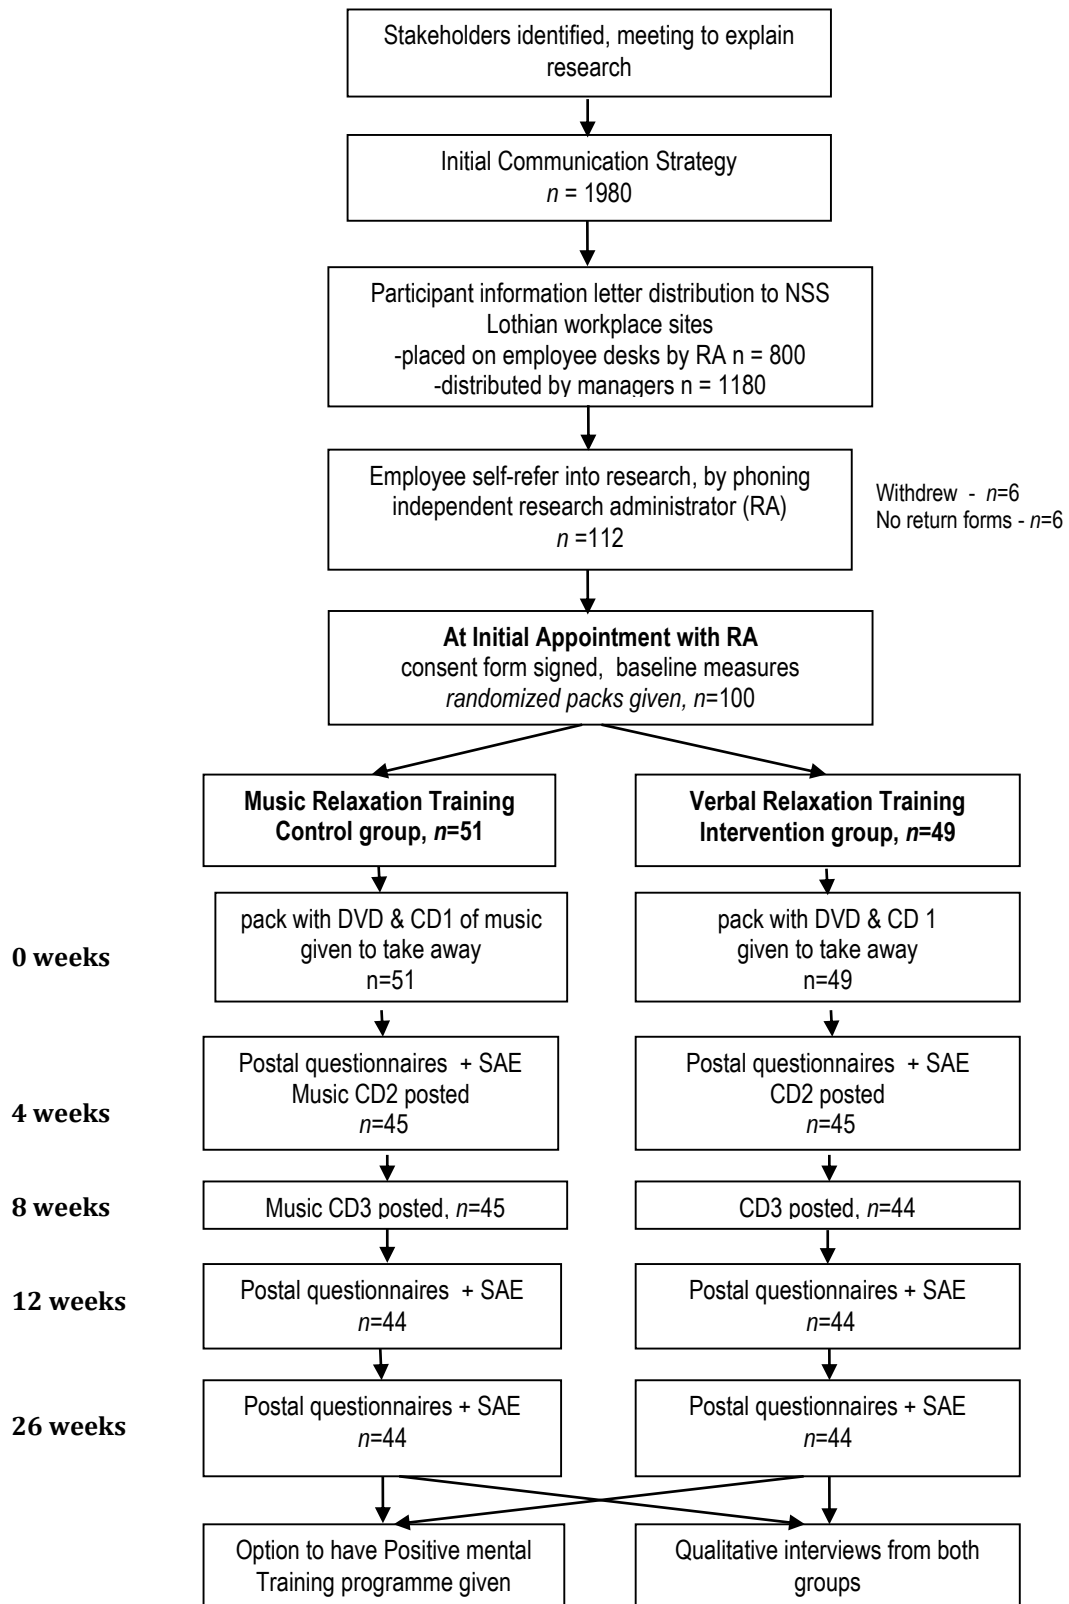 Stakeholders identified, meeting to explain
research
Initial Communication Strategy
n = 1980
Participant information letter distribution to NSS
Lothian workplace sites
-placed on employee desks by RA n = 800
-distributed by managers n = 1180
Employee self-refer into research, by phoning
independent research administrator (RA)
n =112
Withdrew - n=6
No return forms - n=6
At Initial Appointment with RA
consent form signed, baseline measures
randomized packs given, n=100
Music Relaxation Training
Control group, n=51
Verbal Relaxation Training
Intervention group, n=49
0 weeks
pack with DVD & CD1 of music
given to take away
n=51
pack with DVD & CD 1
given to take away
n=49
4 weeks
Postal questionnaires + SAE
Music CD2 posted
n=45
Postal questionnaires + SAE
CD2 posted
n=45
8 weeks
Music CD3 posted, n=45
CD3 posted, n=44
12 weeks
Postal questionnaires + SAE
n=44
Postal questionnaires + SAE
n=44
26 weeks
Postal questionnaires + SAE
n=44
Postal questionnaires + SAE
n=44
Option to have Positive mental
Training programme given
Qualitative interviews from both
groups